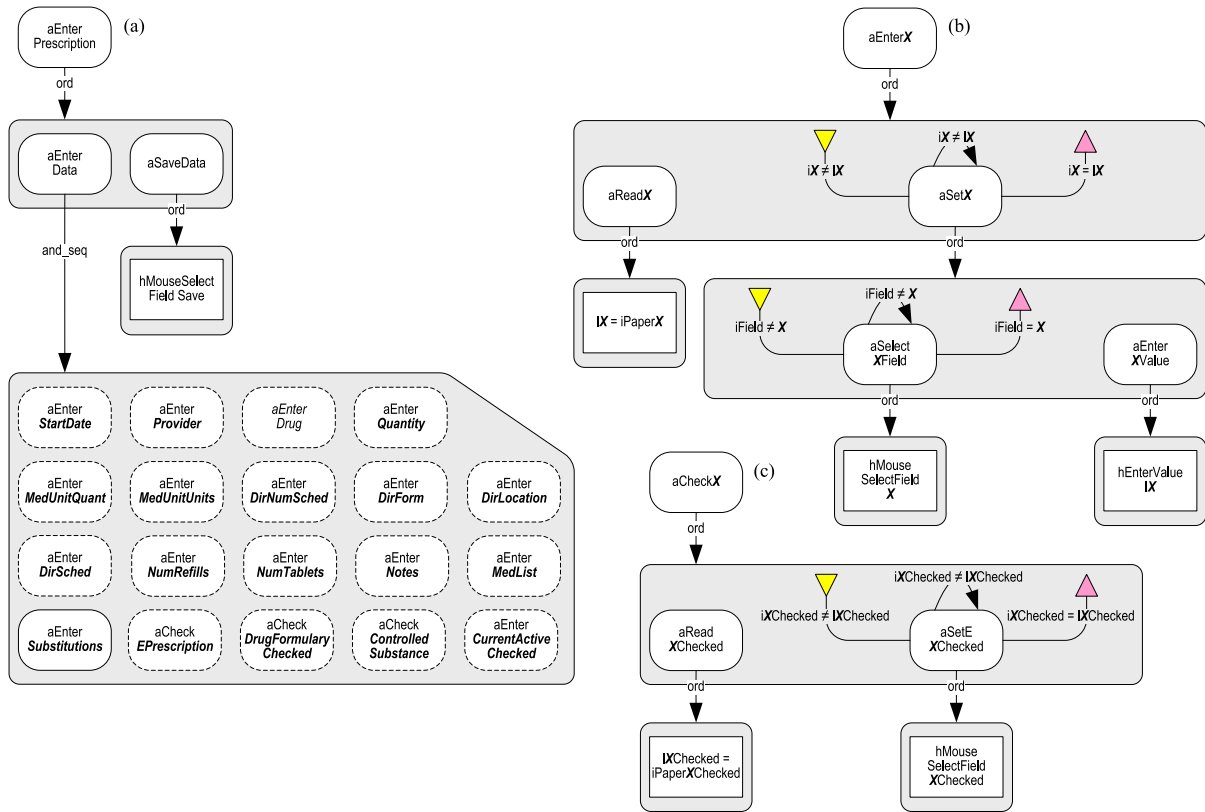 (a)
aEnter
Prescription
ord
aEnter
Data
aSaveData
ord
and_seq
hMouseSelect
Field Save
aEnter
StartDate
aEnter
Provider
aEnter
Drug
aEnter
Quantity
aEnter
MedUnitQuant
aEnter
MedUnitUnits
aEnter
DirNumSched
aEnter
DirForm
aEnter
DirLocation
aEnter
DirSched
aEnter
NumRefills
aEnter
NumTablets
aEnter
Notes
aEnter
MedList
aEnter
Substitutions
aCheck
EPrescription
aCheck
DrugFormulary
Checked
aCheck
Controlled
Substance
aEnter
CurrentActive
Checked
(b)
aEnterX
ord
iX ≠ lX
iX ≠ lX
iX = lX
aReadX
aSetX
ord
ord
lX = iPaperX
iField ≠ X
iField ≠ X
iField = X
aSelect
XField
aEnter
XValue
ord
ord
hMouse
SelectField
X
hEnterValue
lX
(c)
aCheckX
ord
iXChecked ≠ lXChecked
iXChecked ≠ lXChecked
iXChecked = lXChecked
aRead
XChecked
aSetE
XChecked
ord
ord
lXChecked =
iPaperXChecked
hMouse
SelectField
XChecked